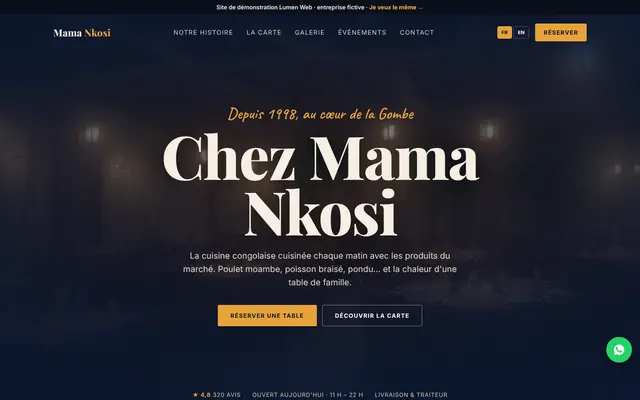 Site de démonstration Lumen Web · entreprise fictive · Je veux le même →
Mama Nkosi
NOTRE HISTOIRE
LA CARTE
GALERIE
ÉVÉNEMENTS
CONTACT
FR
EN
RÉSERVER
Depuis 1998, au cœur de la Gombe
Chez Mama
Nkosi
La cuisine congolaise cuisinée chaque matin avec les produits du
marché. Poulet moambe, poisson braisé, pondu... et la chaleur d'une
table de famille.
RÉSERVER UNE TABLE
DÉCOUVRIR LA CARTE
★ 4,8 320 AVIS
OUVERT AUJOURD'HUI · 11 H – 22 H
LIVRAISON & TRAITEUR